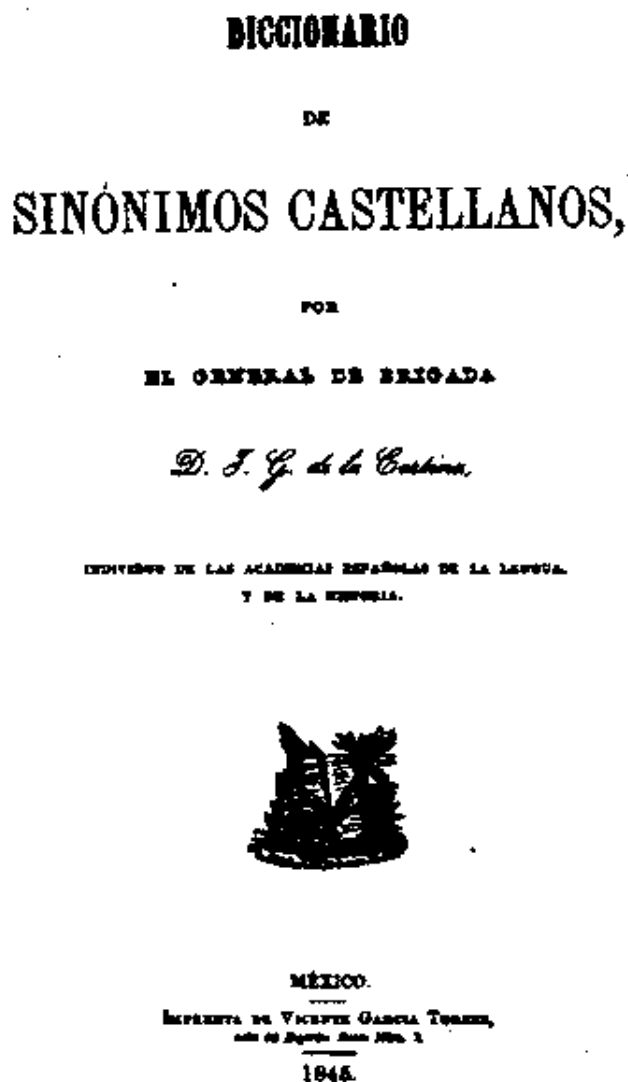 DICCIONARIO
DE
SINÓNIMOS CASTELLANOS,
POR
EL GENERAL DE BRIGADA
D. J. G. de la Cortina,
INDIVIDUO DE LAS ACADEMIAS ESPAÑOLAS DE LA LENGUA,
Y DE LA HISTORIA.
MÉXICO.
IMPRENTA DE VICENTE GARCIA TORRES,
1845.